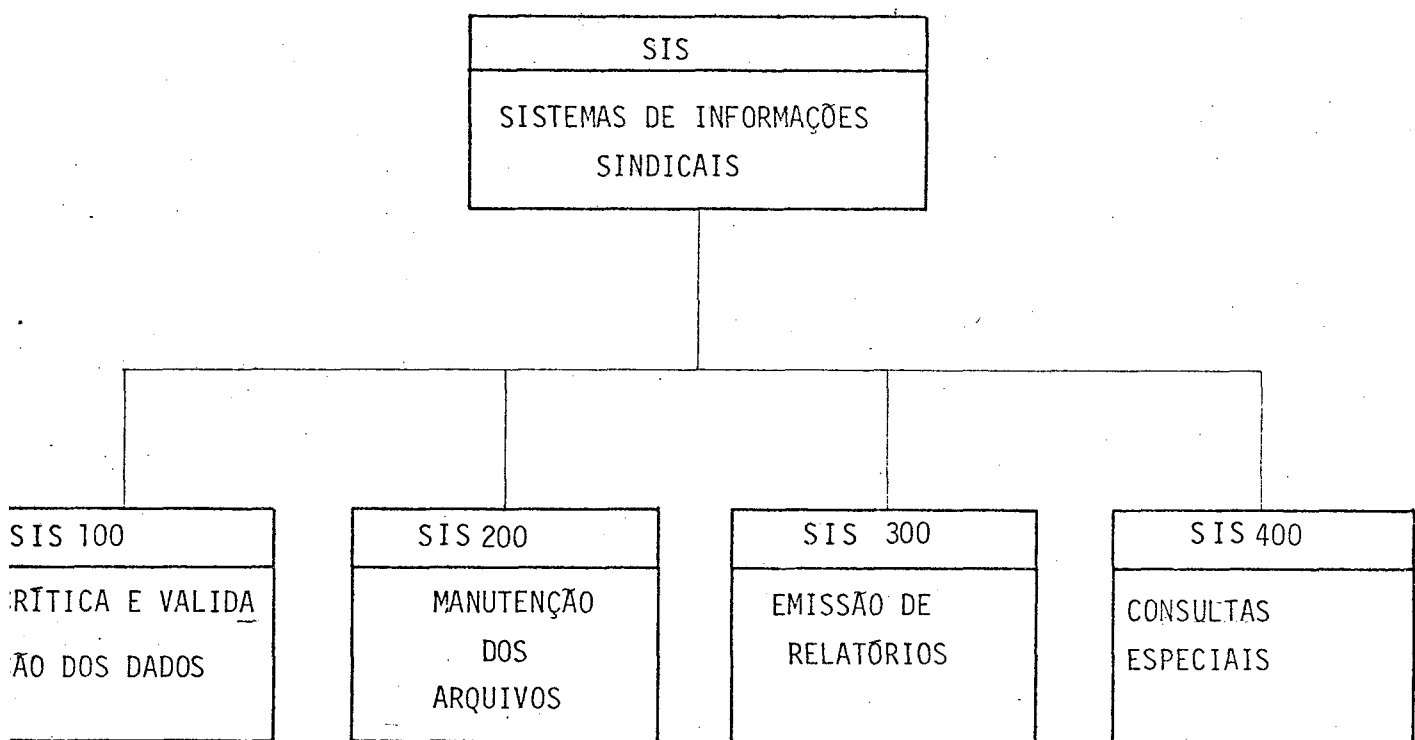 SIS
SISTEMAS DE INFORMAÇÕES
SINDICAIS
SIS 100
RÍTICA E VALIDA
ÃO DOS DADOS
SIS 200
MANUTENÇÃO
DOS
ARQUIVOS
SIS 300
EMISSÃO DE
RELATÓRIOS
SIS 400
CONSULTAS
ESPECIAIS